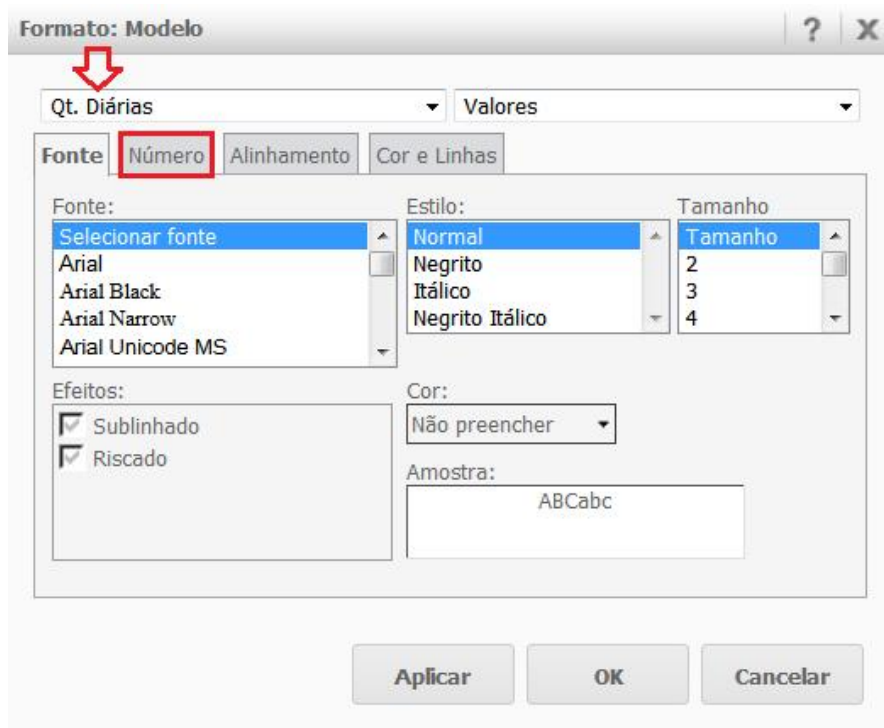 Formato: Modelo ? X
Qt. Diárias Valores
Fonte Número Alinhamento Cor e Linhas
Fonte: Estilo: Tamanho
Selecionar fonte Normal Tamanho
Arial Negrito 2
Arial Black Itálico 3
Arial Narrow Negrito Itálico 4
Arial Unicode MS
Efeitos: Cor:
Sublinhado Não preencher
Riscado
Amostra:
ABCabc
Aplicar OK Cancelar